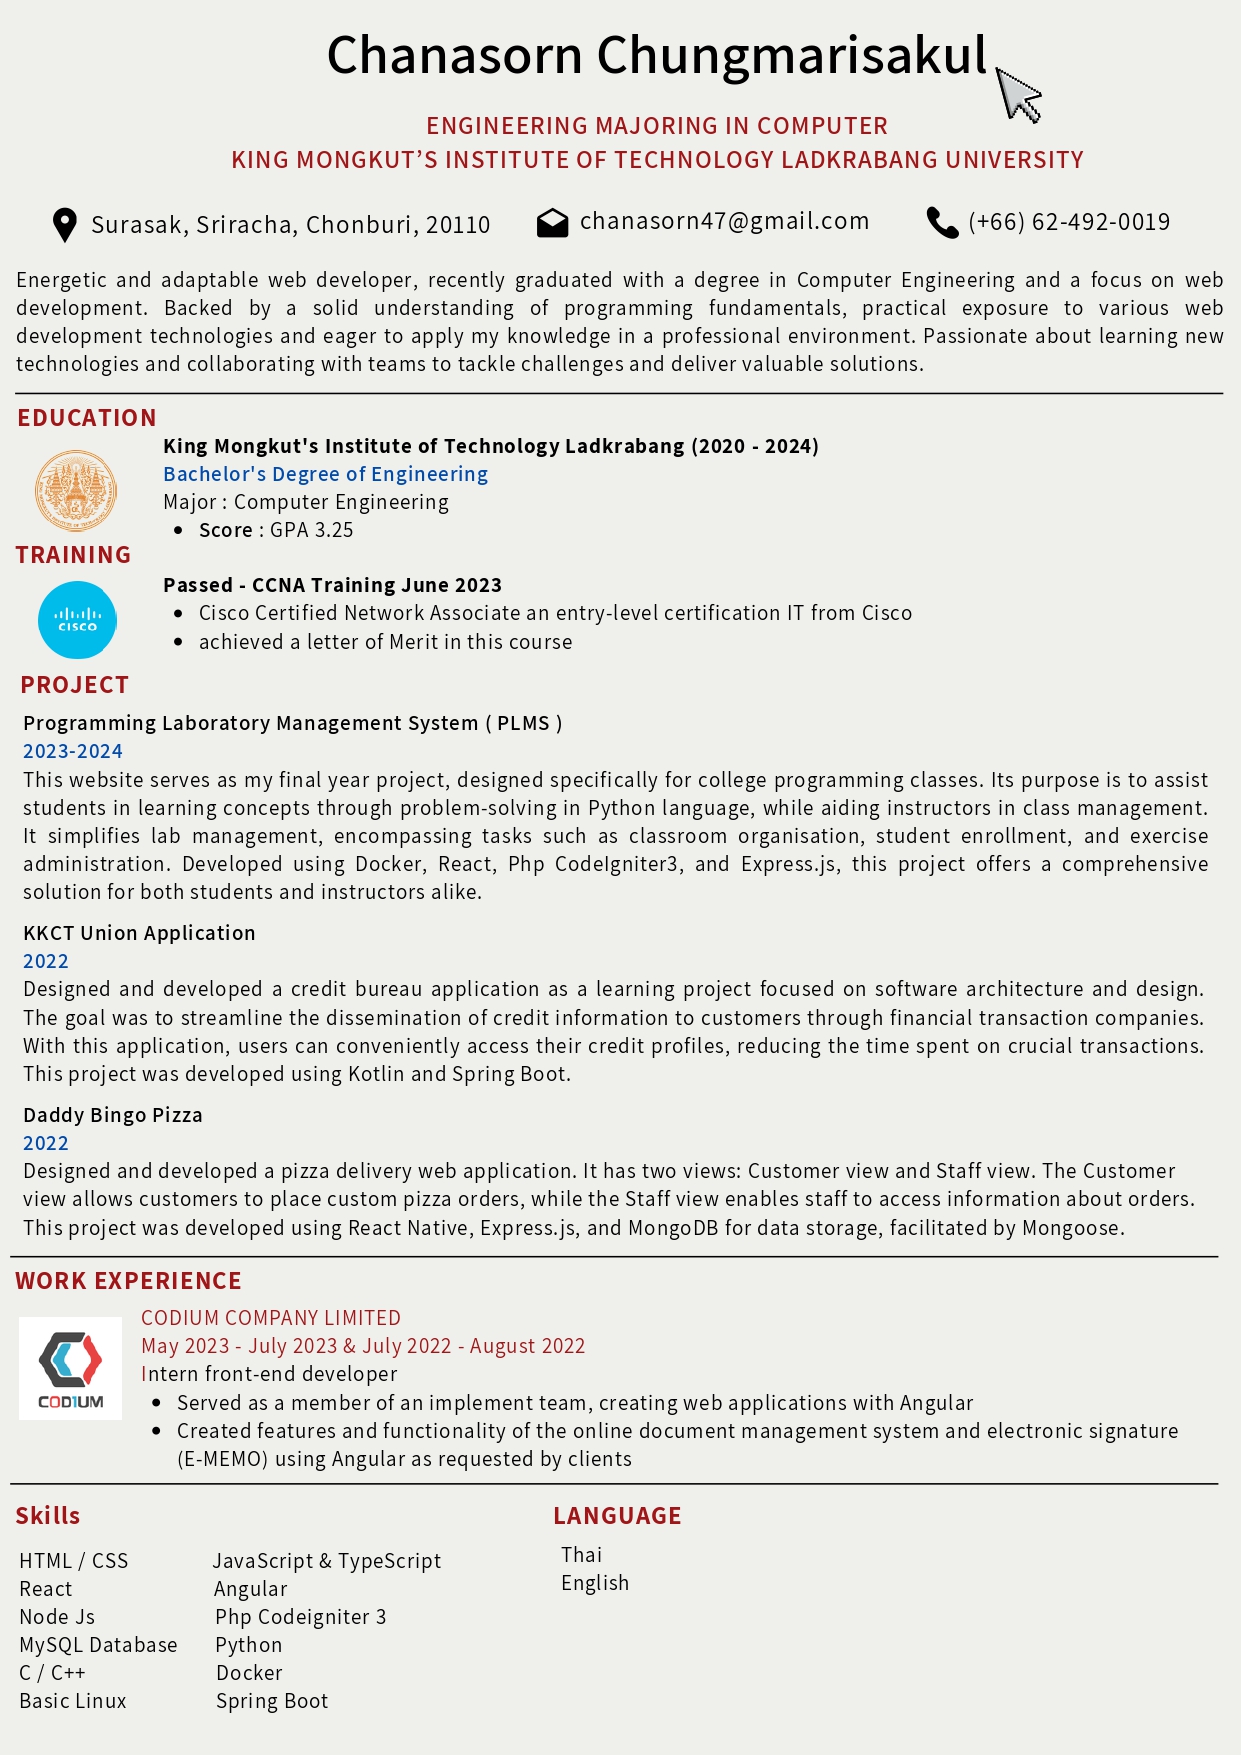 Chanasorn Chungmarisakul
ENGINEERING MAJORING IN COMPUTER
KING MONGKUT'S INSTITUTE OF TECHNOLOGY LADKRABANG UNIVERSITY
Surasak, Sriracha, Chonburi, 20110
chanasorn47@gmail.com
(+66) 62-492-0019
Energetic and adaptable web developer, recently graduated with a degree in Computer Engineering and a focus on web
development. Backed by a solid understanding of programming fundamentals, practical exposure to various web
development technologies and eager to apply my knowledge in a professional environment. Passionate about learning new
technologies and collaborating with teams to tackle challenges and deliver valuable solutions.
EDUCATION
King Mongkut's Institute of Technology Ladkrabang (2020 - 2024)
Bachelor's Degree of Engineering
Major : Computer Engineering
• Score : GPA 3.25
TRAINING
CISCO
Passed - CCNA Training June 2023
• Cisco Certified Network Associate an entry-level certification IT from Cisco
• achieved a letter of Merit in this course
PROJECT
Programming Laboratory Management System ( PLMS )
2023-2024
This website serves as my final year project, designed specifically for college programming classes. Its purpose is to assist
students in learning concepts through problem-solving in Python language, while aiding instructors in class management.
It simplifies lab management, encompassing tasks such as classroom organisation, student enrollment, and exercise
administration. Developed using Docker, React, Php CodeIgniter3, and Express.js, this project offers a comprehensive
solution for both students and instructors alike.
KKCT Union Application
2022
Designed and developed a credit bureau application as a learning project focused on software architecture and design.
The goal was to streamline the dissemination of credit information to customers through financial transaction companies.
With this application, users can conveniently access their credit profiles, reducing the time spent on crucial transactions.
This project was developed using Kotlin and Spring Boot.
Daddy Bingo Pizza
2022
Designed and developed a pizza delivery web application. It has two views: Customer view and Staff view. The Customer
view allows customers to place custom pizza orders, while the Staff view enables staff to access information about orders.
This project was developed using React Native, Express.js, and MongoDB for data storage, facilitated by Mongoose.
WORK EXPERIENCE
CODIUM
CODIUM COMPANY LIMITED
May 2023 - July 2023 & July 2022 - August 2022
Intern front-end developer
• Served as a member of an implement team, creating web applications with Angular
• Created features and functionality of the online document management system and electronic signature
(E-MEMO) using Angular as requested by clients
Skills
HTML / CSS
React
Node Js
MySQL Database
C / C++
Basic Linux
JavaScript & TypeScript
Angular
Php Codeigniter 3
Python
Docker
Spring Boot
LANGUAGE
Thai
English